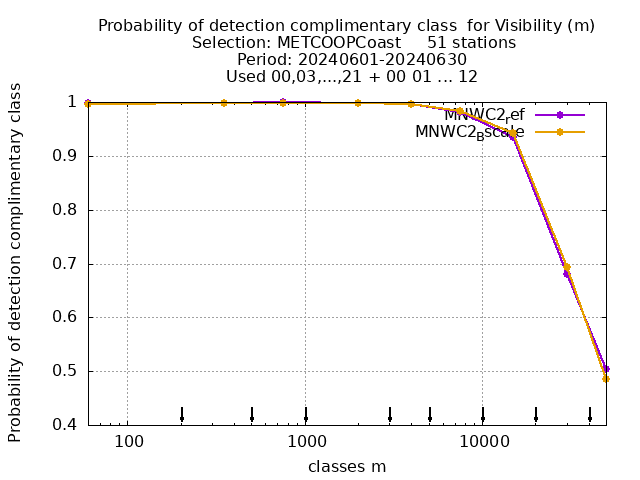 Probability of detection complimentary class  for Visibility (m)
Selection: METCOOPCoast     51 stations
Period: 20240601-20240630
Used 00,03,...,21 + 00 01 ... 12
Probability of detection complimentary class
1
0.9
0.8
0.7
0.6
0.5
0.4
MNWC2ref
MNWC2Bscale
100
1000
10000
classes m